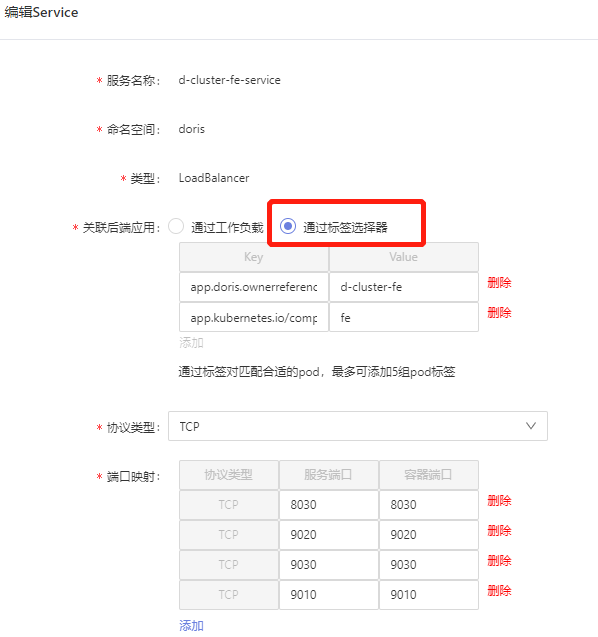 编辑Service
* 服务名称： d-cluster-fe-service
* 命名空间： doris
* 类型： LoadBalancer
* 关联后端应用： 通过工作负载 通过标签选择器
Key Value
app.doris.ownerreferenc d-cluster-fe 删除
app.kubernetes.io/comp fe 删除
添加
通过标签对匹配合适的pod，最多可添加5组pod标签
* 协议类型： TCP
* 端口映射： 协议类型 服务端口 容器端口
TCP 8030 8030 删除
TCP 9020 9020 删除
TCP 9030 9030 删除
TCP 9010 9010 删除
添加